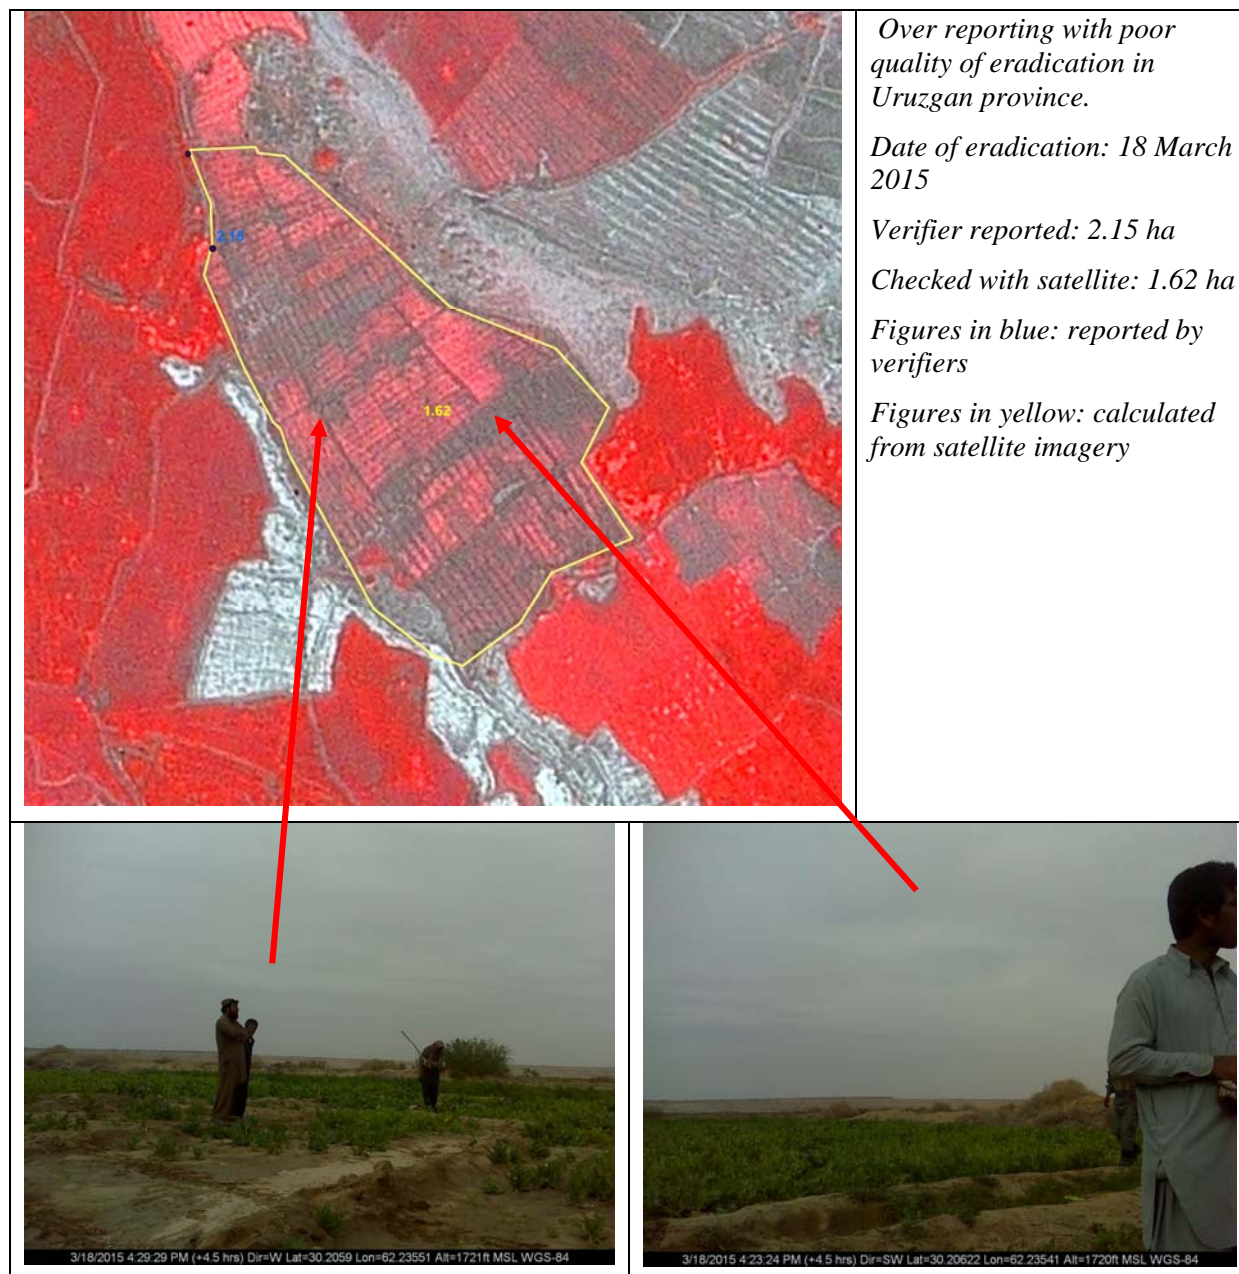 Over reporting with poor
quality of eradication in
Uruzgan province.
Date of eradication: 18 March
2015
Verifier reported: 2.15 ha
Checked with satellite: 1.62 ha
Figures in blue: reported by
verifiers
Figures in yellow: calculated
from satellite imagery
2.15
1.62
3/18/2015 4:29:29 PM (+4.5 hrs) Dir=W Lat=30.2059 Lon=62.23551 Alt=1721ft MSL WGS-84
3/18/2015 4:23:24 PM (+4.5 hrs) Dir=SW Lat=30.20622 Lon=62.23541 Alt=1720ft MSL WGS-84